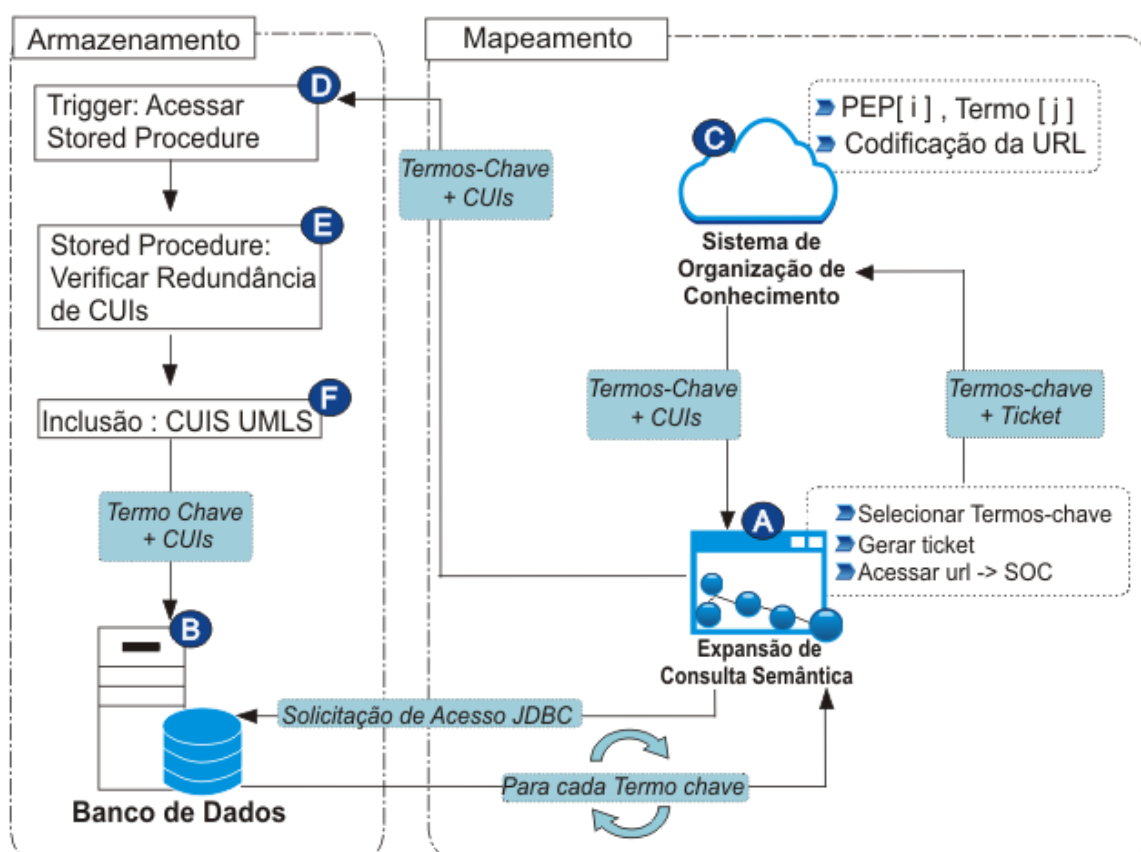 Armazenamento
D
Trigger: Acessar
Stored Procedure
E
Stored Procedure:
Verificar Redundância
de CUIs
F
Inclusão : CUIS UMLS
Termo Chave
+ CUIs
B
Banco de Dados
Mapeamento
Termos-Chave
+ CUIs
C
PEP[ i ] , Termo [ j ]
Codificação da URL
Sistema de
Organização de
Conhecimento
Termos-Chave
+ CUIs
Termos-chave
+ Ticket
A
Selecionar Termos-chave
Gerar ticket
Acessar url -> SOC
Expansão de
Consulta Semântica
Solicitação de Acesso JDBC
Para cada Termo chave